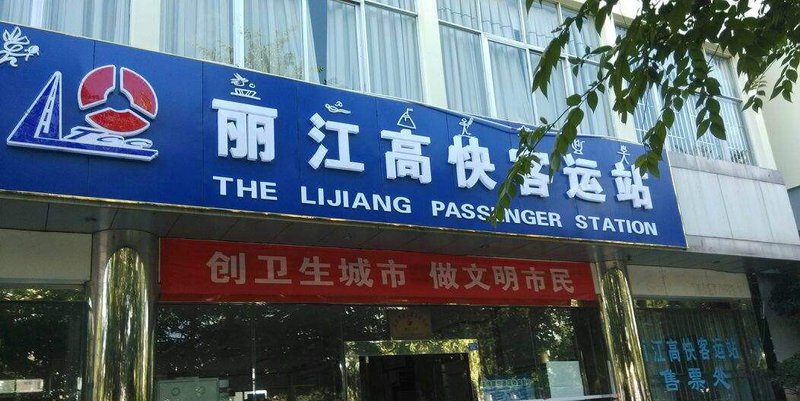 丽江高快客运站
THE LIJIANG PASSENGER STATION
创卫生城市 做文明市民
江高快客运站
售票处